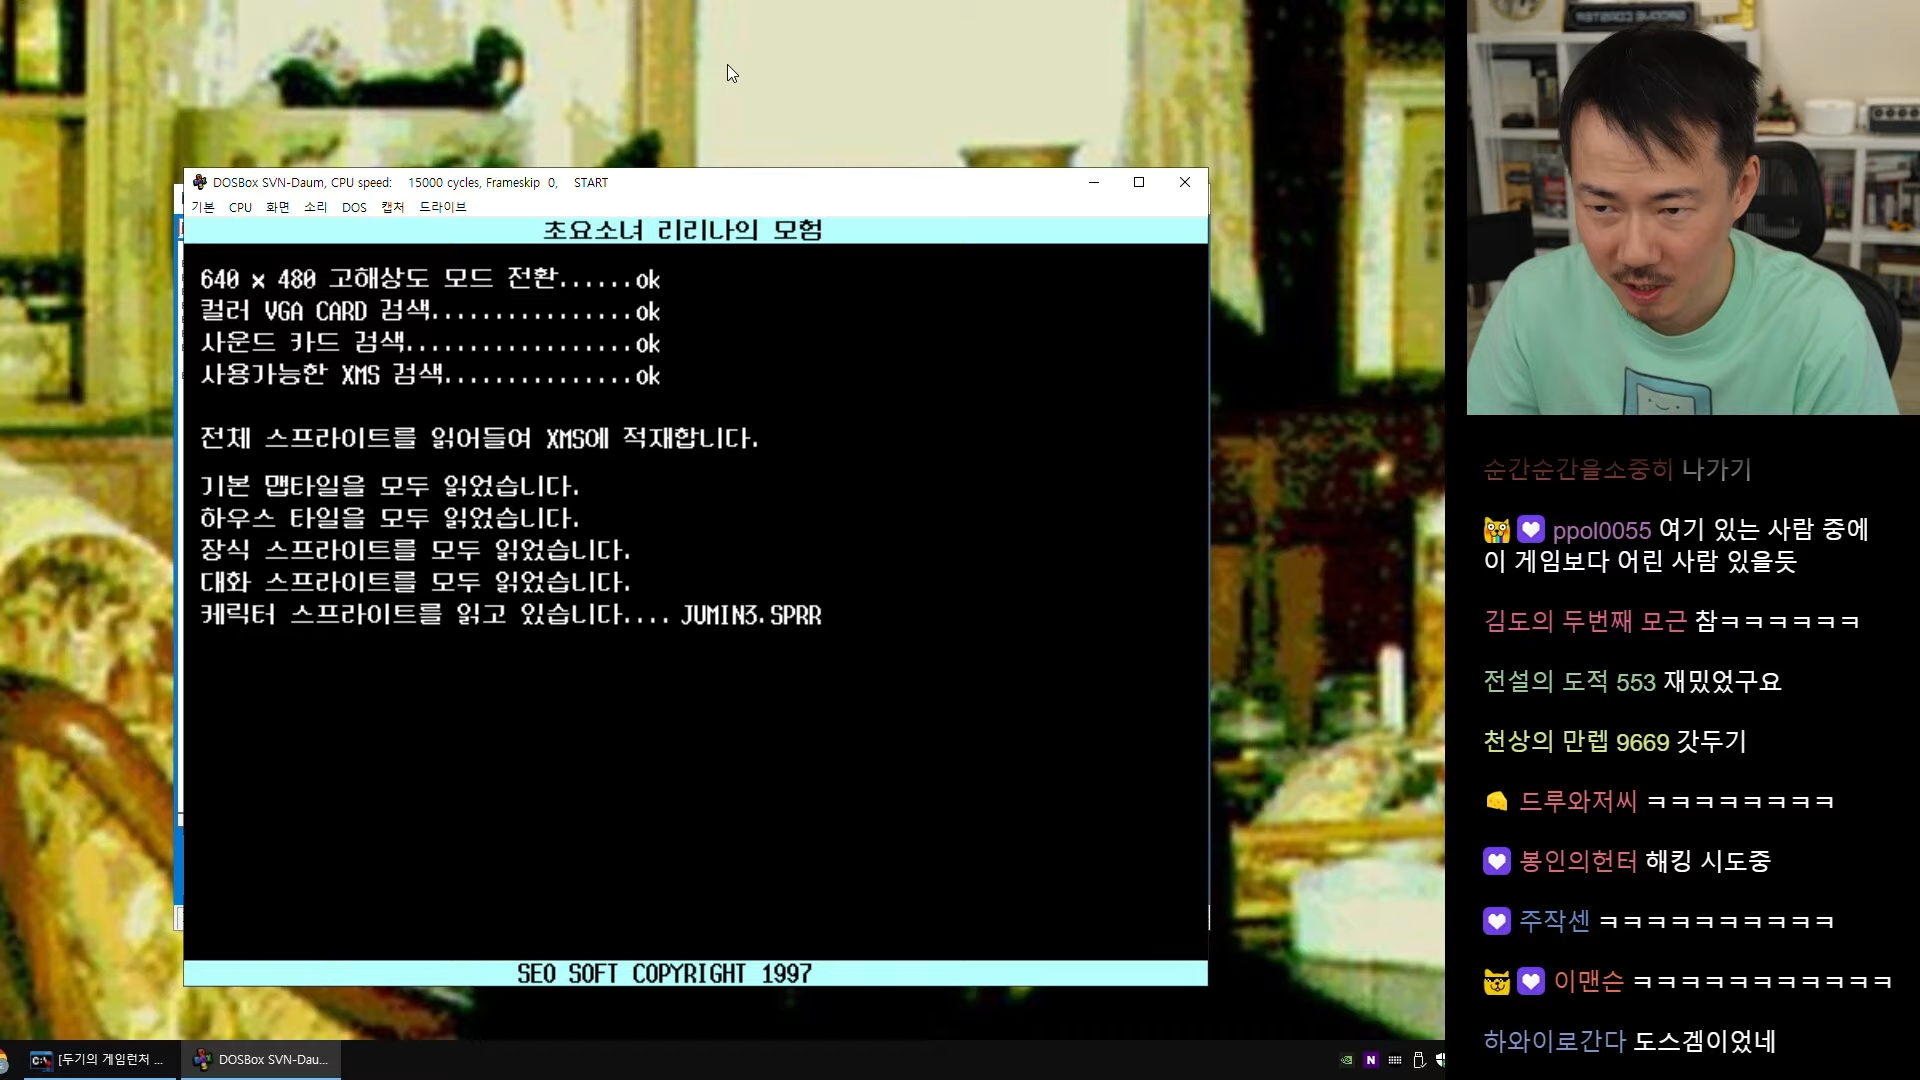 DOSBox SVN-Daum, CPU speed: 15000 cycles, Frameskip 0, START
기본 CPU 화면 소리 DOS 캡처 드라이브
초요소녀 리리나의 모험
640 x 480 고해상도 모드 전환......ok
컬러 VGA CARD 검색................ok
사운드 카드 검색..................ok
사용가능한 XMS 검색...............ok
전체 스프라이트를 읽어들여 XMS에 적재합니다.
기본 맵타일을 모두 읽었습니다.
하우스 타일을 모두 읽었습니다.
장식 스프라이트를 모두 읽었습니다.
대화 스프라이트를 모두 읽었습니다.
케릭터 스프라이트를 읽고 있습니다.... JUMIN3.SPRR
SEO SOFT COPYRIGHT 1997
[두기의 게임런처 ...
DOSBox SVN-Dau...
순간순간을소중히 나가기
ppol0055 여기 있는 사람 중에
이 게임보다 어린 사람 있을듯
김도의 두번째 모근 참ㅋㅋㅋㅋㅋㅋ
전설의 도적 553 재밌었구요
천상의 만렙 9669 갓두기
드루와저씨 ㅋㅋㅋㅋㅋㅋㅋㅋ
봉인의헌터 해킹 시도중
주작센 ㅋㅋㅋㅋㅋㅋㅋㅋㅋㅋ
이맨슨 ㅋㅋㅋㅋㅋㅋㅋㅋㅋㅋㅋ
하와이로간다 도스겜이었네